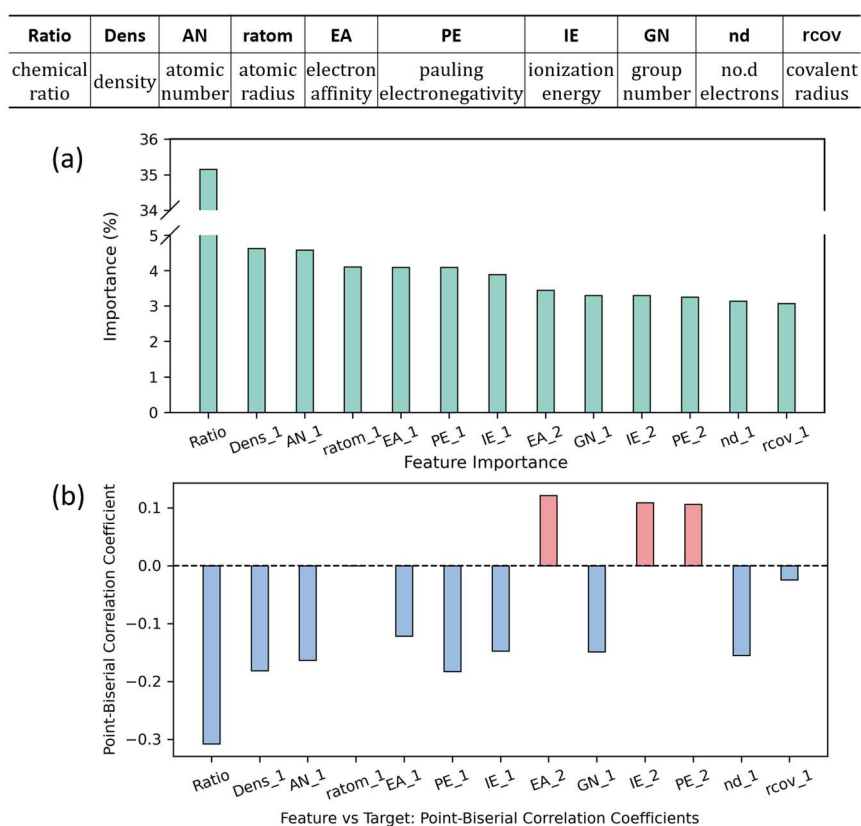 Ratio Dens AN ratom EA PE IE GN nd rcov
chemical ratio density atomic number atomic radius electron affinity pauling electronegativity ionization energy group number no.d electrons covalent radius
(a)
Importance (%)
36
35
34
5
4
3
2
1
0
Ratio Dens_1 AN_1 ratom_1 EA_1 PE_1 IE_1 EA_2 GN_1 IE_2 PE_2 nd_1 rcov_1
Feature Importance
(b)
Point-Biserial Correlation Coefficient
0.1
0.0
−0.1
−0.2
−0.3
Ratio Dens_1 AN_1 ratom_1 EA_1 PE_1 IE_1 EA_2 GN_1 IE_2 PE_2 nd_1 rcov_1
Feature vs Target: Point-Biserial Correlation Coefficients